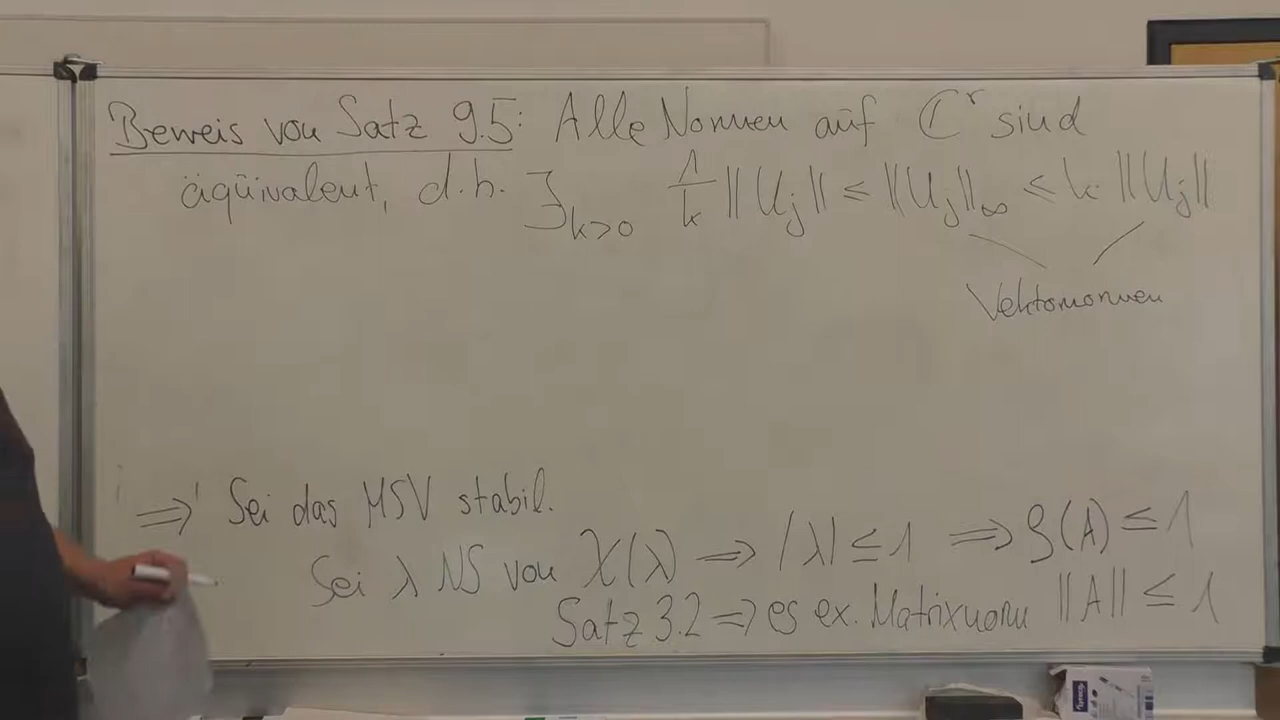 Beweis von Satz 9.5: Alle Normen auf ℂʳ sind
äquivalent, d.h. ∃_{k>0} 1/k ||U_j|| ≤ ||U_j||_∞ ≤ k ||U_j||
Vektornormen
"⇒" Sei das MSV stabil.
Sei λ NS von χ(λ) ⇒ |λ| ≤ 1 ⇒ ρ(A) ≤ 1
Satz 3.2 ⇒ es ex. Matrixnorm ||A|| ≤ 1